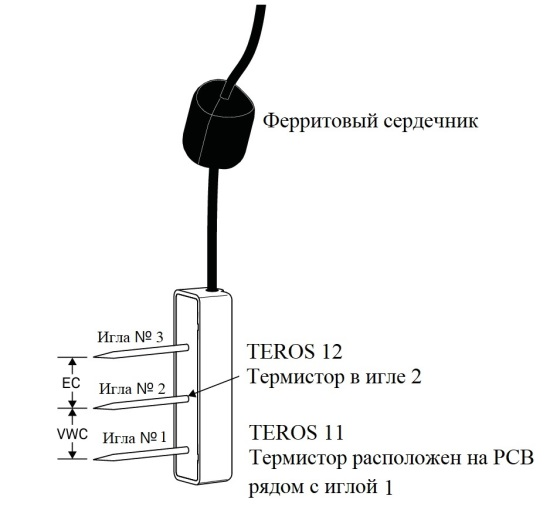 Ферритовый сердечник
Игла № 3
TEROS 12
EC
Игла № 2
Термистор в игле 2
VWC
Игла № 1
TEROS 11
Термистор расположен на PCB
рядом с иглой 1